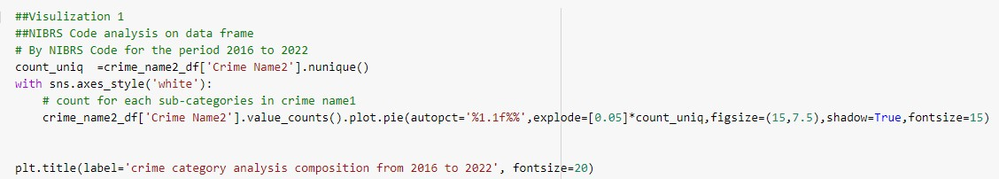 ##Visulization 1
##NIBRS Code analysis on data frame
# By NIBRS Code for the period 2016 to 2022
count_uniq  =crime_name2_df['Crime Name2'].nunique()
with sns.axes_style('white'):
    # count for each sub-categories in crime name1
    crime_name2_df['Crime Name2'].value_counts().plot.pie(autopct='%1.1f%%',explode=[0.05]*count_uniq,figsize=(15,7.5),shadow=True,fontsize=15)
plt.title(label='crime category analysis composition from 2016 to 2022', fontsize=20)